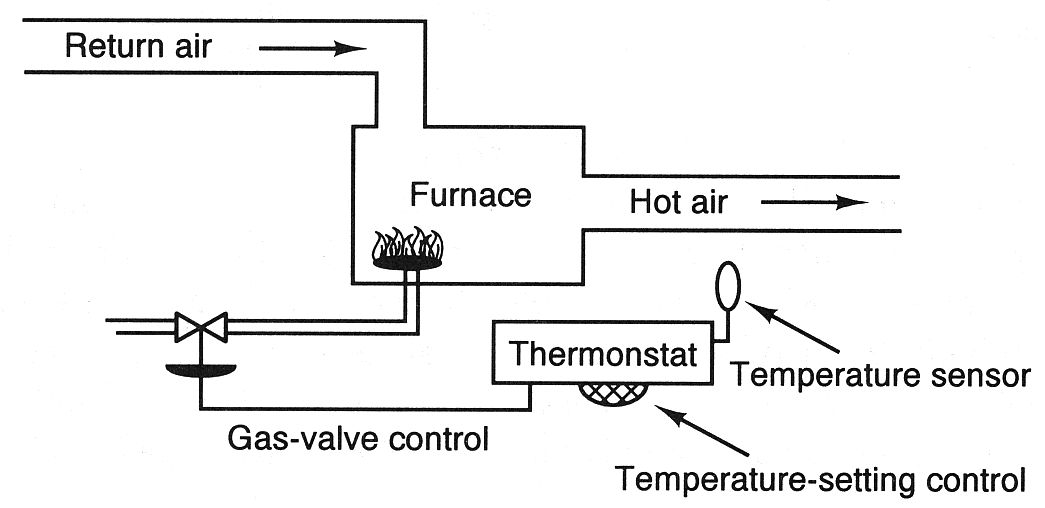 Return air
Furnace
Hot air
Thermonstat
Temperature sensor
Gas-valve control
Temperature-setting control